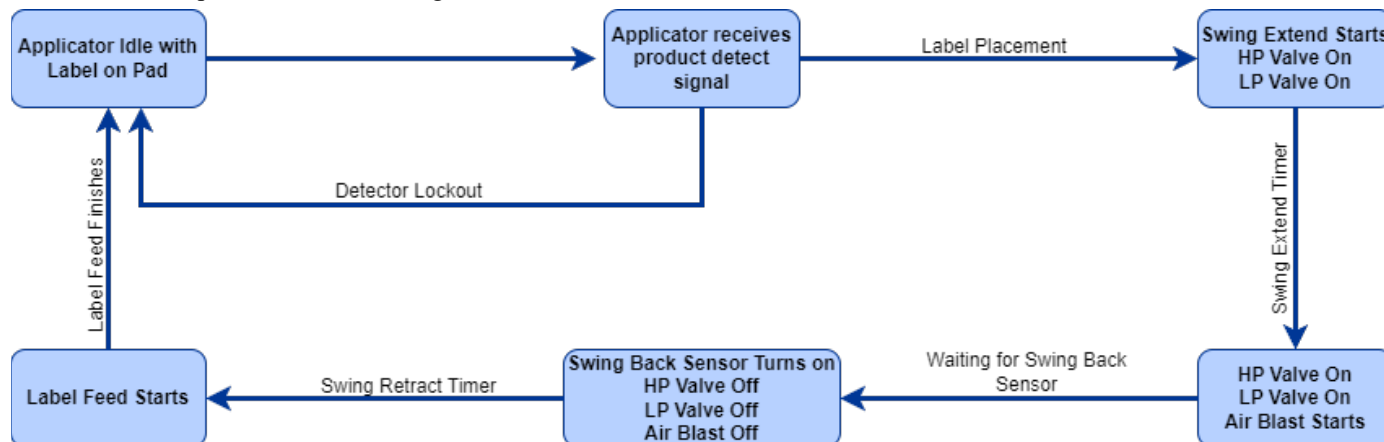 Applicator Idle with
Label on Pad
Applicator receives
product detect
signal
Label Placement
Swing Extend Starts
HP Valve On
LP Valve On
Detector Lockout
Label Feed Finishes
Swing Extend Timer
Label Feed Starts
Swing Retract Timer
Swing Back Sensor Turns on
HP Valve Off
LP Valve Off
Air Blast Off
Waiting for Swing Back
Sensor
HP Valve On
LP Valve On
Air Blast Starts